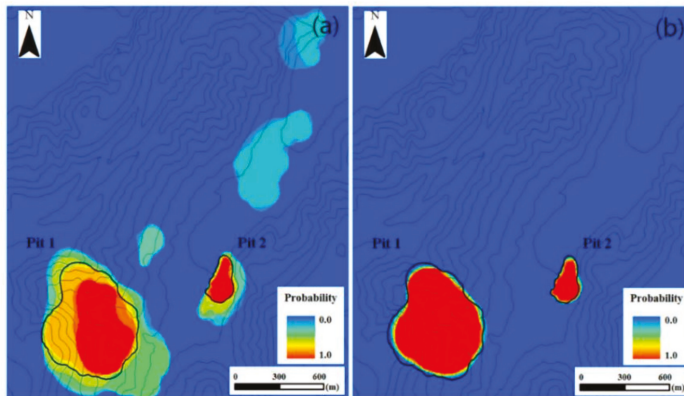 N
(a)
Pit 1
Pit 2
Probability
0.0
1.0
0 300 600
(m)
N
(b)
Pit 1
Pit 2
Probability
0.0
1.0
0 300 600
(m)